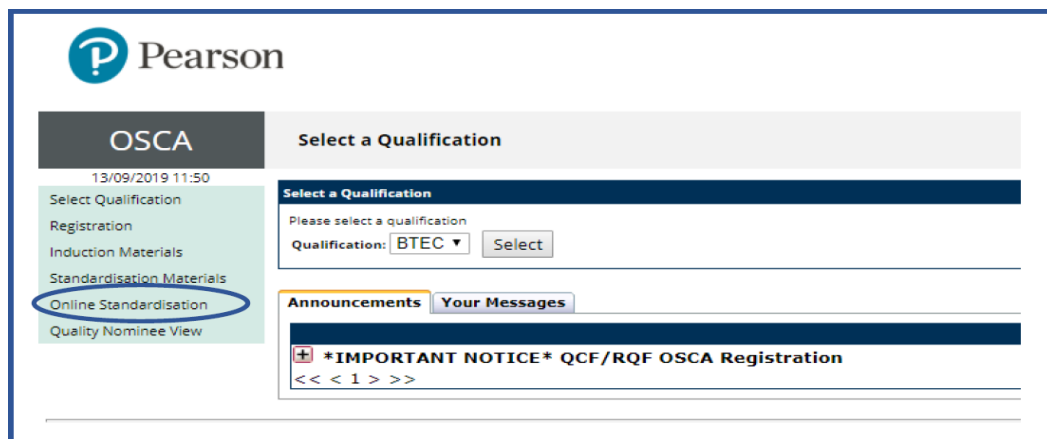 Pearson
OSCA
Select a Qualification
13/09/2019 11:50
Select Qualification
Registration
Induction Materials
Standardisation Materials
Online Standardisation
Quality Nominee View
Select a Qualification
Please select a qualification
Qualification: BTEC ▼ Select
Announcements Your Messages
+ *IMPORTANT NOTICE* QCF/RQF OSCA Registration
<< < 1 > >>